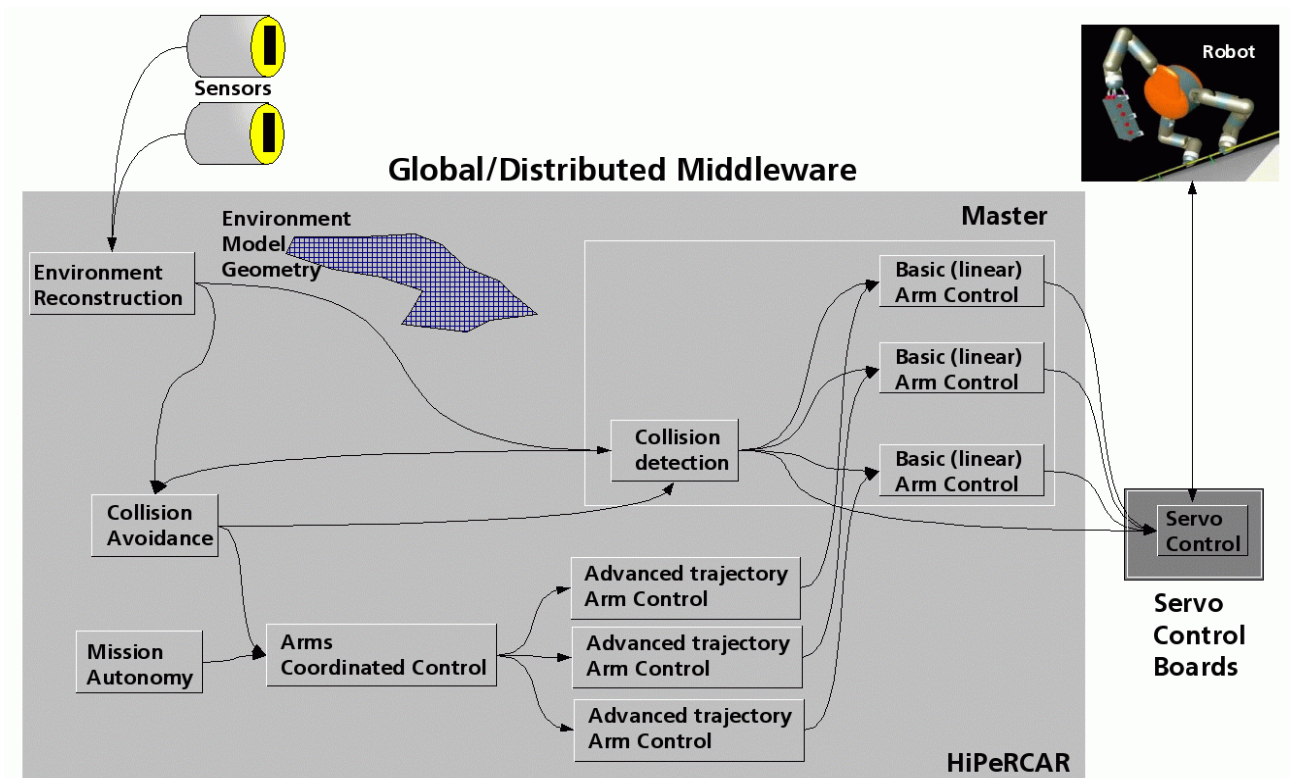 Sensors
Robot
Global/Distributed Middleware
Master
Environment
Model
Geometry
Environment
Reconstruction
Basic (linear)
Arm Control
Basic (linear)
Arm Control
Basic (linear)
Arm Control
Collision
detection
Collision
Avoidance
Servo
Control
Advanced trajectory
Arm Control
Advanced trajectory
Arm Control
Advanced trajectory
Arm Control
Mission
Autonomy
Arms
Coordinated Control
Servo
Control
Boards
HiPeRCAR